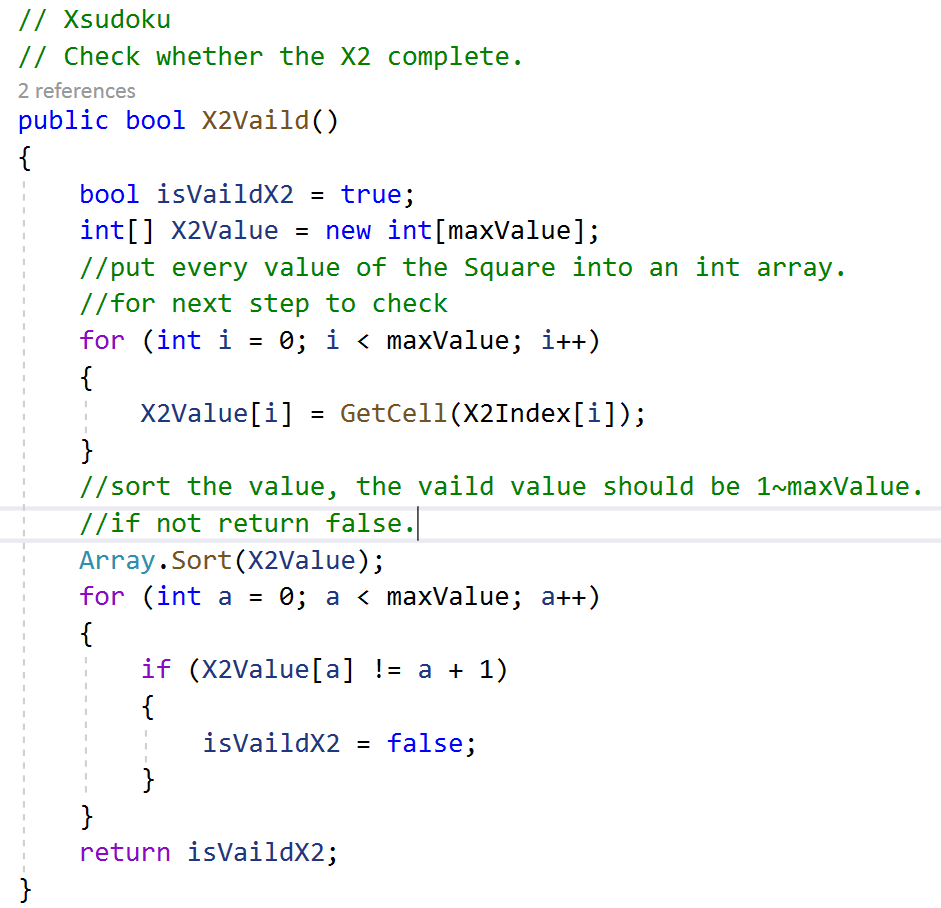 // Xsudoku
// Check whether the X2 complete.
2 references
public bool X2Vaild()
{
    bool isVaildX2 = true;
    int[] X2Value = new int[maxValue];
    //put every value of the Square into an int array.
    //for next step to check
    for (int i = 0; i < maxValue; i++)
    {
        X2Value[i] = GetCell(X2Index[i]);
    }
    //sort the value, the vaild value should be 1~maxValue.
    //if not return false.
    Array.Sort(X2Value);
    for (int a = 0; a < maxValue; a++)
    {
        if (X2Value[a] != a + 1)
        {
            isVaildX2 = false;
        }
    }
    return isVaildX2;
}